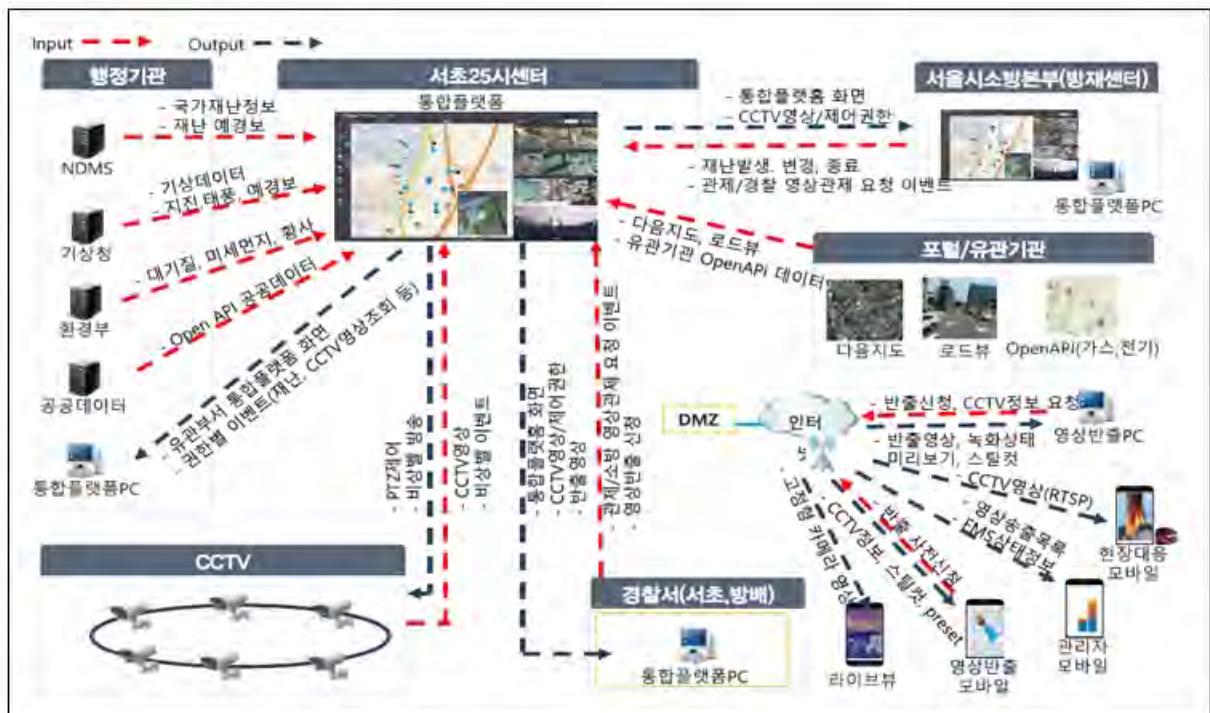 Input
Output
행정기관
NDMS
기상청
환경부
공공데이터
통합플랫폼PC
- 국가재난정보
- 재난 예경보
- 기상데이터
- 지진 태풍, 예경보
- 대기질, 미세먼지, 황사
- Open API 공공데이터
- 유관부서 통합플랫폼 화면
- 권한별 이벤트(재난, CCTV영상조회 등)
서초25시센터
통합플랫폼
- 통합플랫홈 화면
- CCTV영상/제어권한
- 재난발생. 변경, 종료
- 관제/경찰 영상관제 요청 이벤트
서울시소방본부(방재센터)
통합플랫폼PC
- 다음지도, 로드뷰
- 유관기관 OpenAPi 데이터
포털/유관기관
다음지도
로드뷰
OpenAPI(가스,전기)
- PTZ제어
- 비상벨 방송
- CCTV영상
- 비상벨 이벤트
- 통합플랫홈 화면
- CCTV영상/제어권한
- 반출 영상
- 관제/소방 영상관제 요청 이벤트
- 영상반출 신청
CCTV
경찰서(서초,방배)
통합플랫폼PC
DMZ
인터
- 반출신청, CCTV정보 요청
- 반출영상, 녹화상태
미리보기, 스틸컷
영상반출PC
- CCTV영상(RTSP)
현장대응
모바일
- 영상송출목록
- EMS상태정보
관리자
모바일
- 반출 사전신청
- CCTV정보, 스틸컷, preset
영상반출
모바일
- 고정형 카메라 영상
라이브뷰